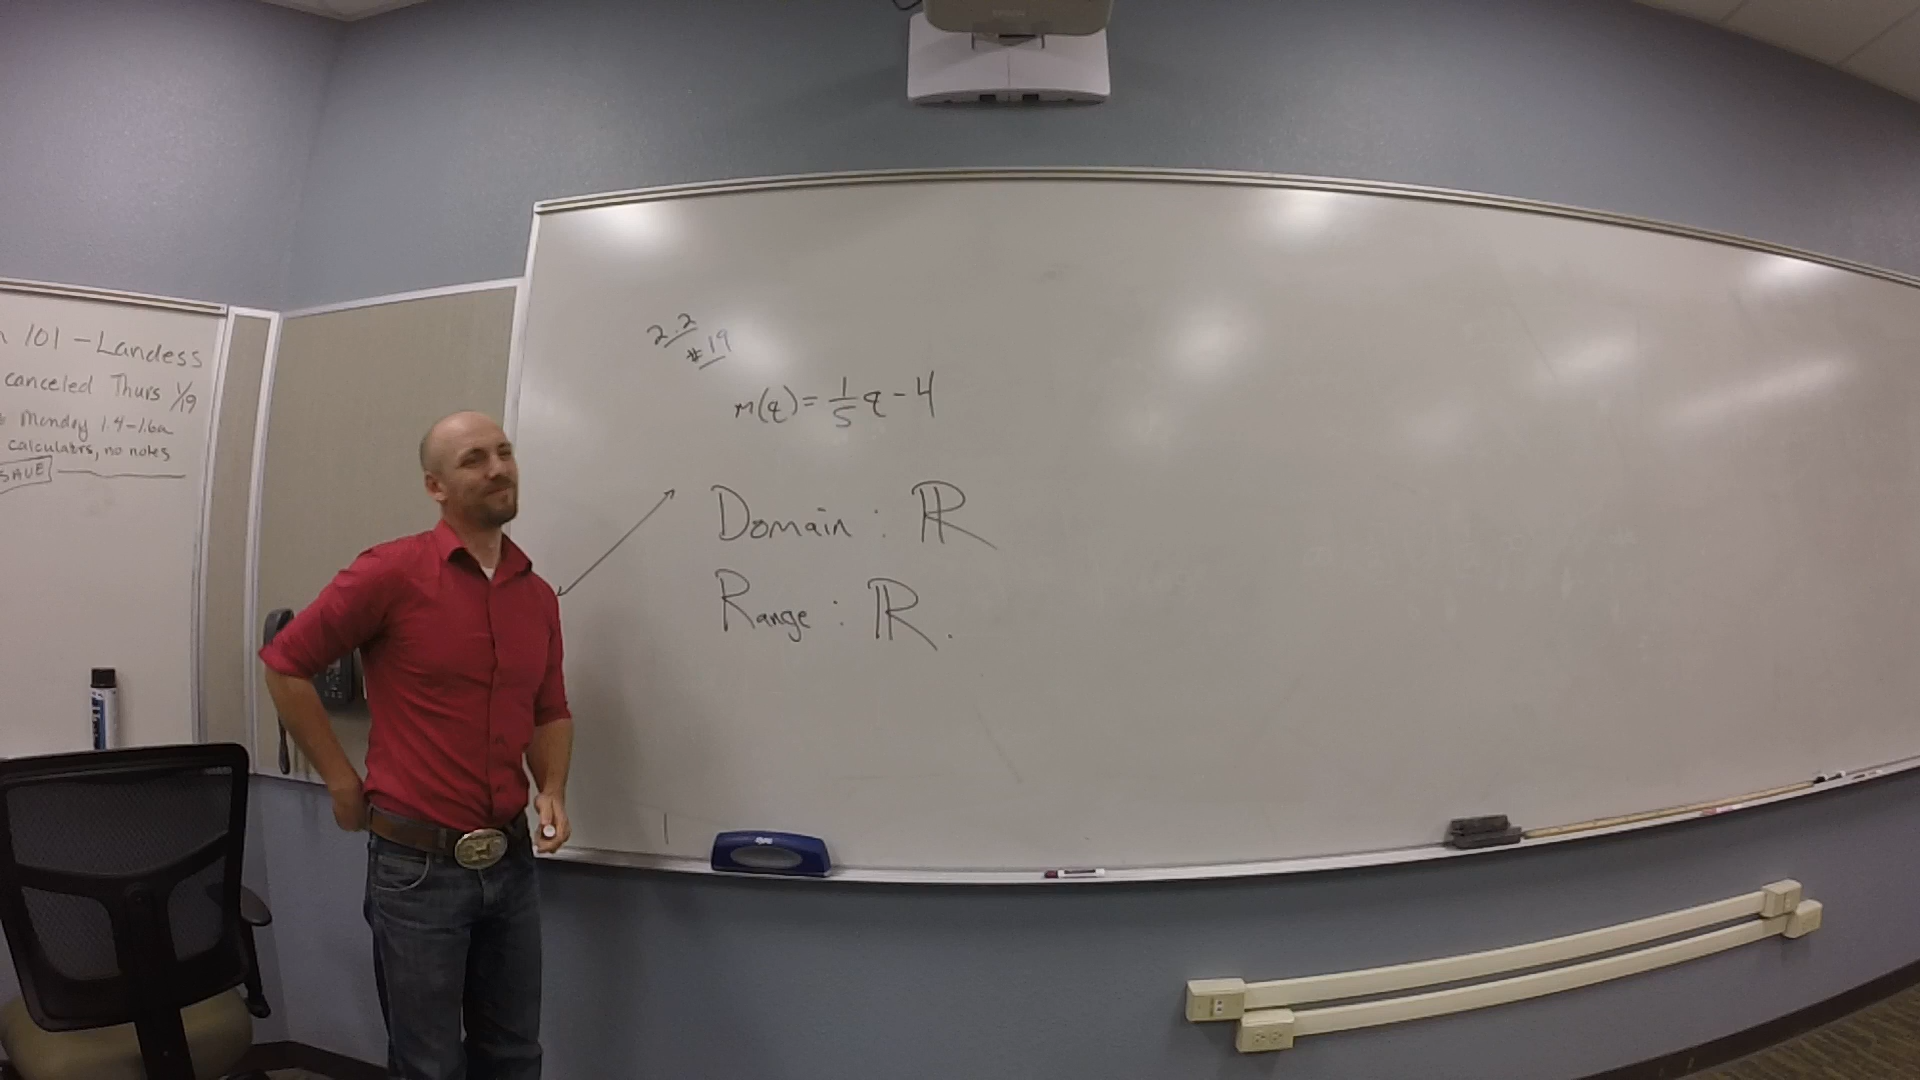 101 - Landess
canceled Thurs 1/19
Monday 1.4-1.6a
calculators, no notes
SAVE
2.2
#19
m(q) = 1/5 q - 4
Domain : ℝ
Range : ℝ.